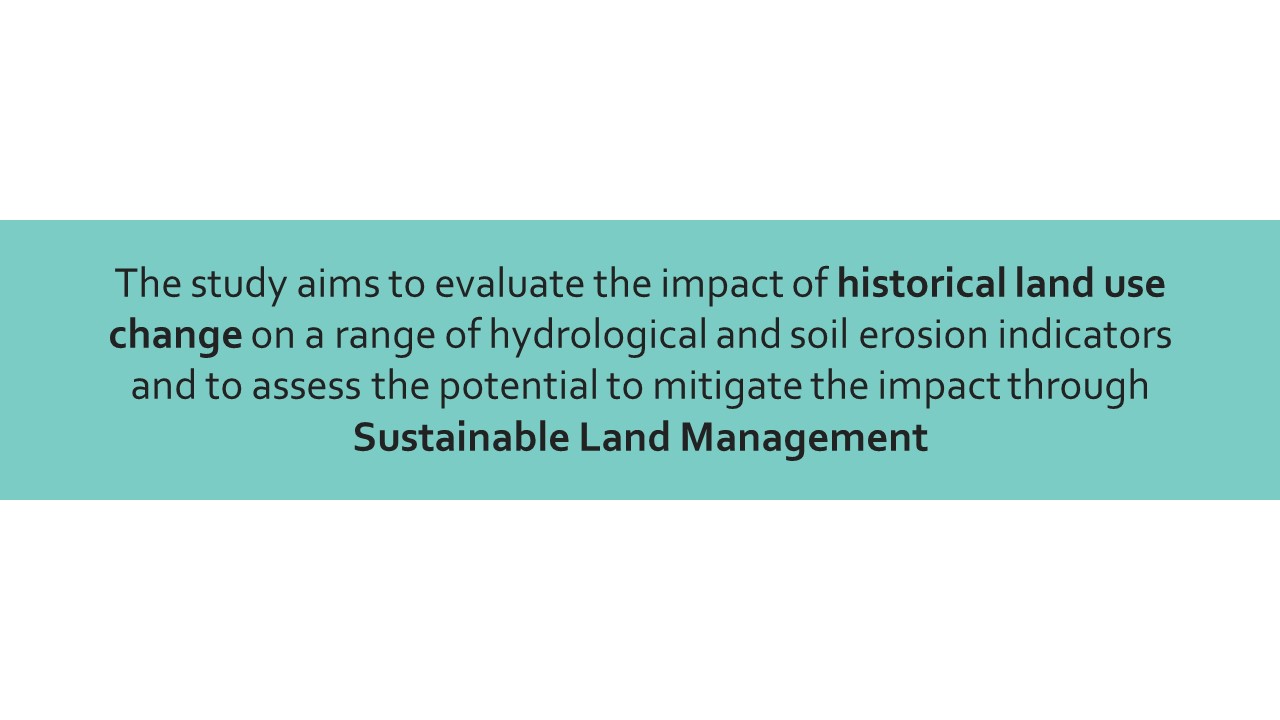 The study aims to evaluate the impact of historical land use
change on a range of hydrological and soil erosion indicators
and to assess the potential to mitigate the impact through
Sustainable Land Management